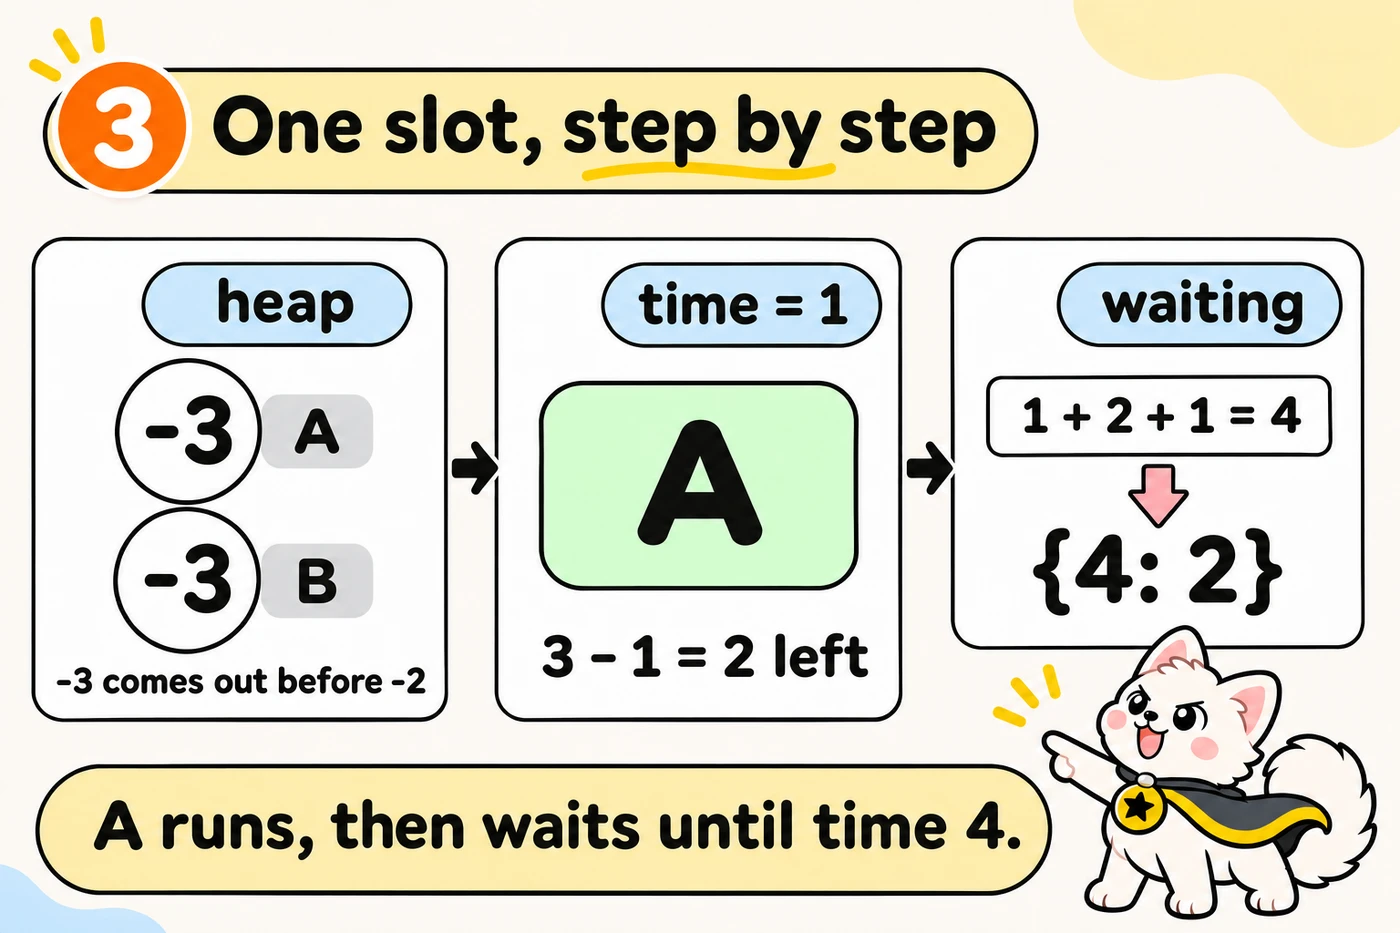 3
One slot, step by step
heap
-3 A
-3 B
-3 comes out before -2
time = 1
A
3 - 1 = 2 left
waiting
1 + 2 + 1 = 4
{4: 2}
A runs, then waits until time 4.